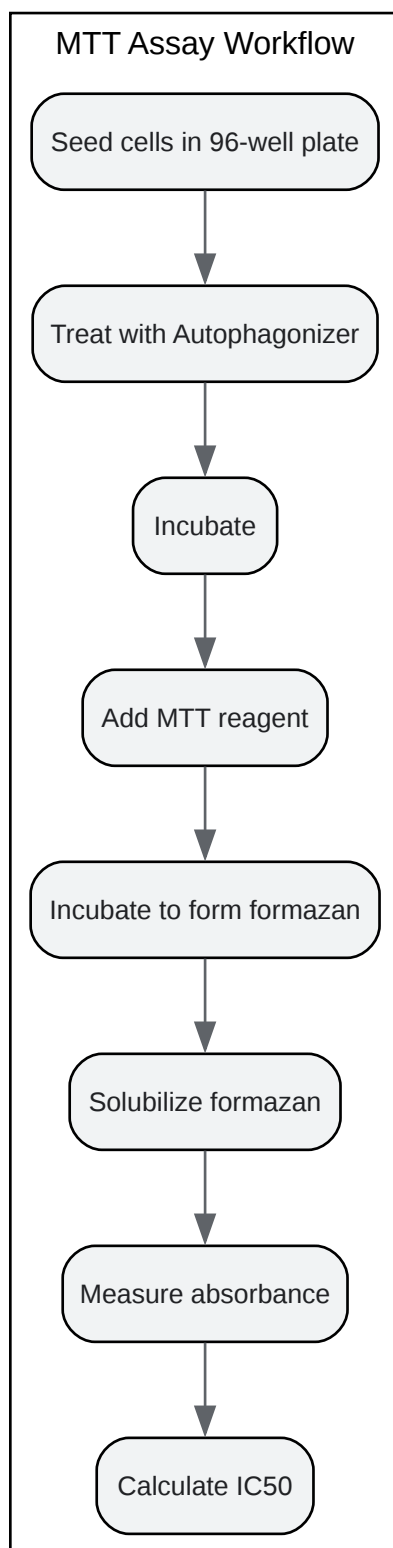 MTT Assay Workflow
Seed cells in 96-well plate
Treat with Autophagonizer
Incubate
Add MTT reagent
Incubate to form formazan
Solubilize formazan
Measure absorbance
Calculate IC50